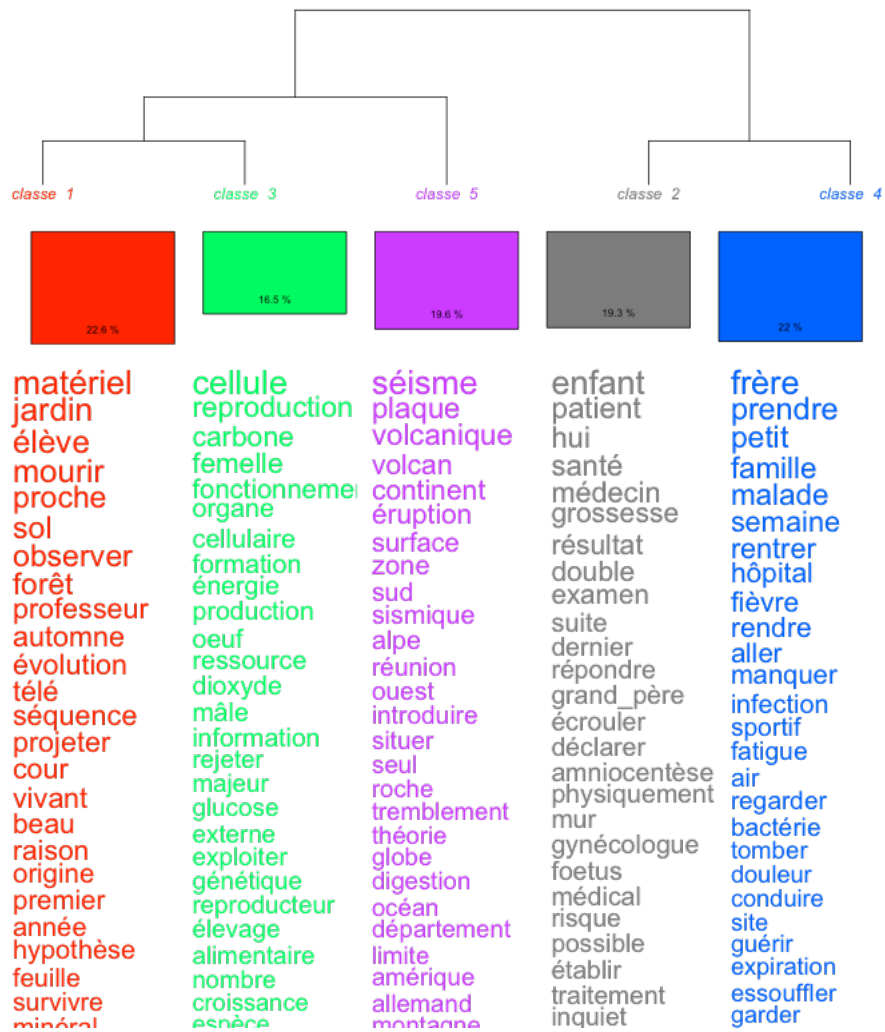 classe 1
classe 3
classe 5
classe 2
classe 4
22.6 %
16.5 %
19.6 %
19.3 %
22 %
matériel
jardin
élève
mourir
proche
sol
observer
forêt
professeur
automne
évolution
télé
séquence
projeter
cour
vivant
beau
raison
origine
premier
année
hypothèse
feuille
survivre
minéral
cellule
reproduction
carbone
femelle
fonctionnemer
organe
cellulaire
formation
énergie
production
oeuf
ressource
dioxyde
mâle
information
rejeter
majeur
glucose
externe
exploiter
génétique
reproducteur
élevage
alimentaire
nombre
croissance
espèce
séisme
plaque
volcanique
volcan
continent
éruption
surface
zone
sud
sismique
alpe
réunion
ouest
introduire
situer
seul
roche
tremblement
théorie
globe
digestion
océan
département
limite
amérique
allemand
montagne
enfant
patient
hui
santé
médecin
grossesse
résultat
double
examen
suite
dernier
répondre
grand_père
écrouler
déclarer
amniocentèse
physiquement
mur
gynécologue
foetus
médical
risque
possible
établir
traitement
inquiet
frère
prendre
petit
famille
malade
semaine
rentrer
hôpital
fièvre
rendre
aller
manquer
infection
sportif
fatigue
air
regarder
bactérie
tomber
douleur
conduire
site
guérir
expiration
essouffler
garder